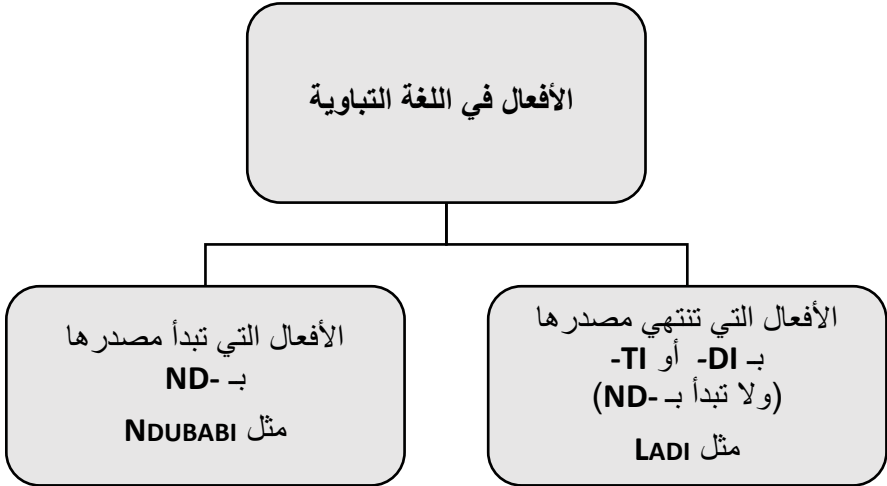 الأفعال في اللغة التباوية
الأفعال التي تنتهي مصدرها
بـ -DI أو -TI
(ولا تبدأ بـ ND-)
مثل LADI
الأفعال التي تبدأ مصدرها
بـ ND-
مثل NDUBABI